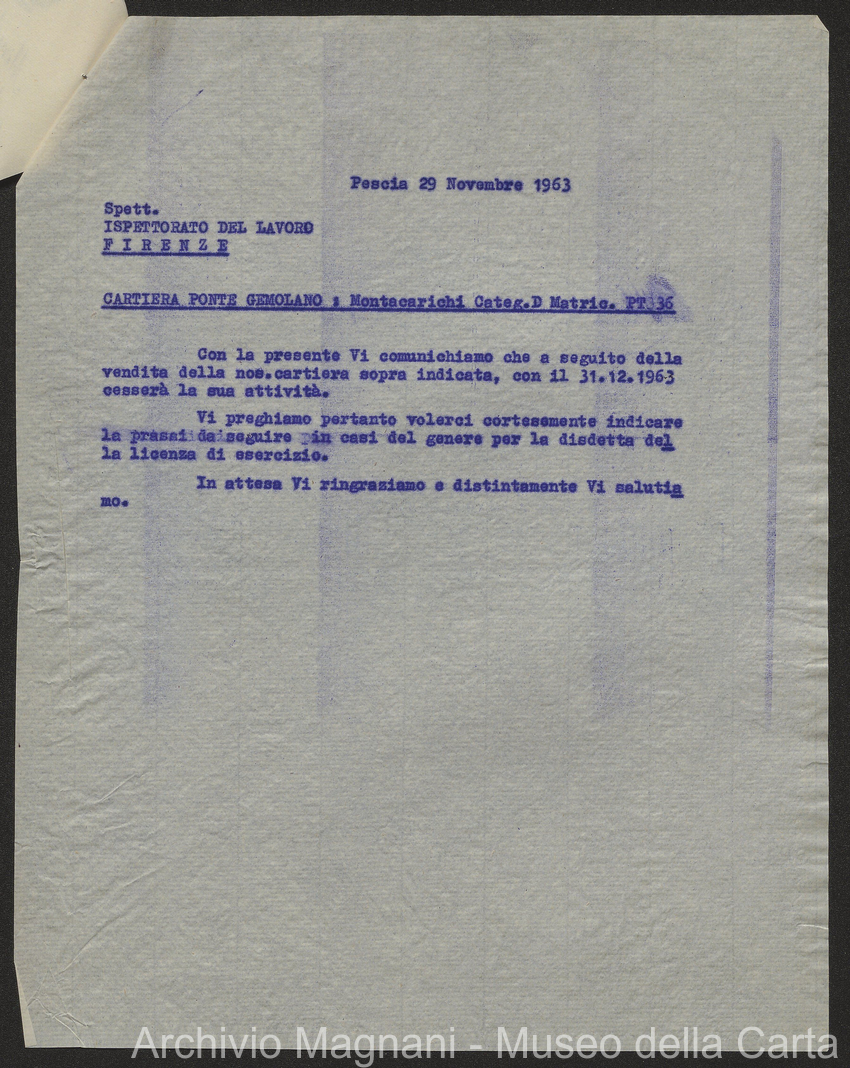 Pescia 29 Novembre 1963
Spett.
ISPETTORATO DEL LAVORO
F I R E N Z E
CARTIERA PONTE GEMOLANO : Montacarichi Categ.D Matric. PT 36
Con la presente Vi comunichiamo che a seguito della
vendita della nos.cartiera sopra indicata, con il 31.12.1963
cesserà la sua attività.
Vi preghiamo pertanto volerci cortesemente indicare
la prassi da seguire in casi del genere per la disdetta del
la licenza di esercizio.
In attesa Vi ringraziamo e distintamente Vi salutia
mo.
Archivio Magnani - Museo della Carta